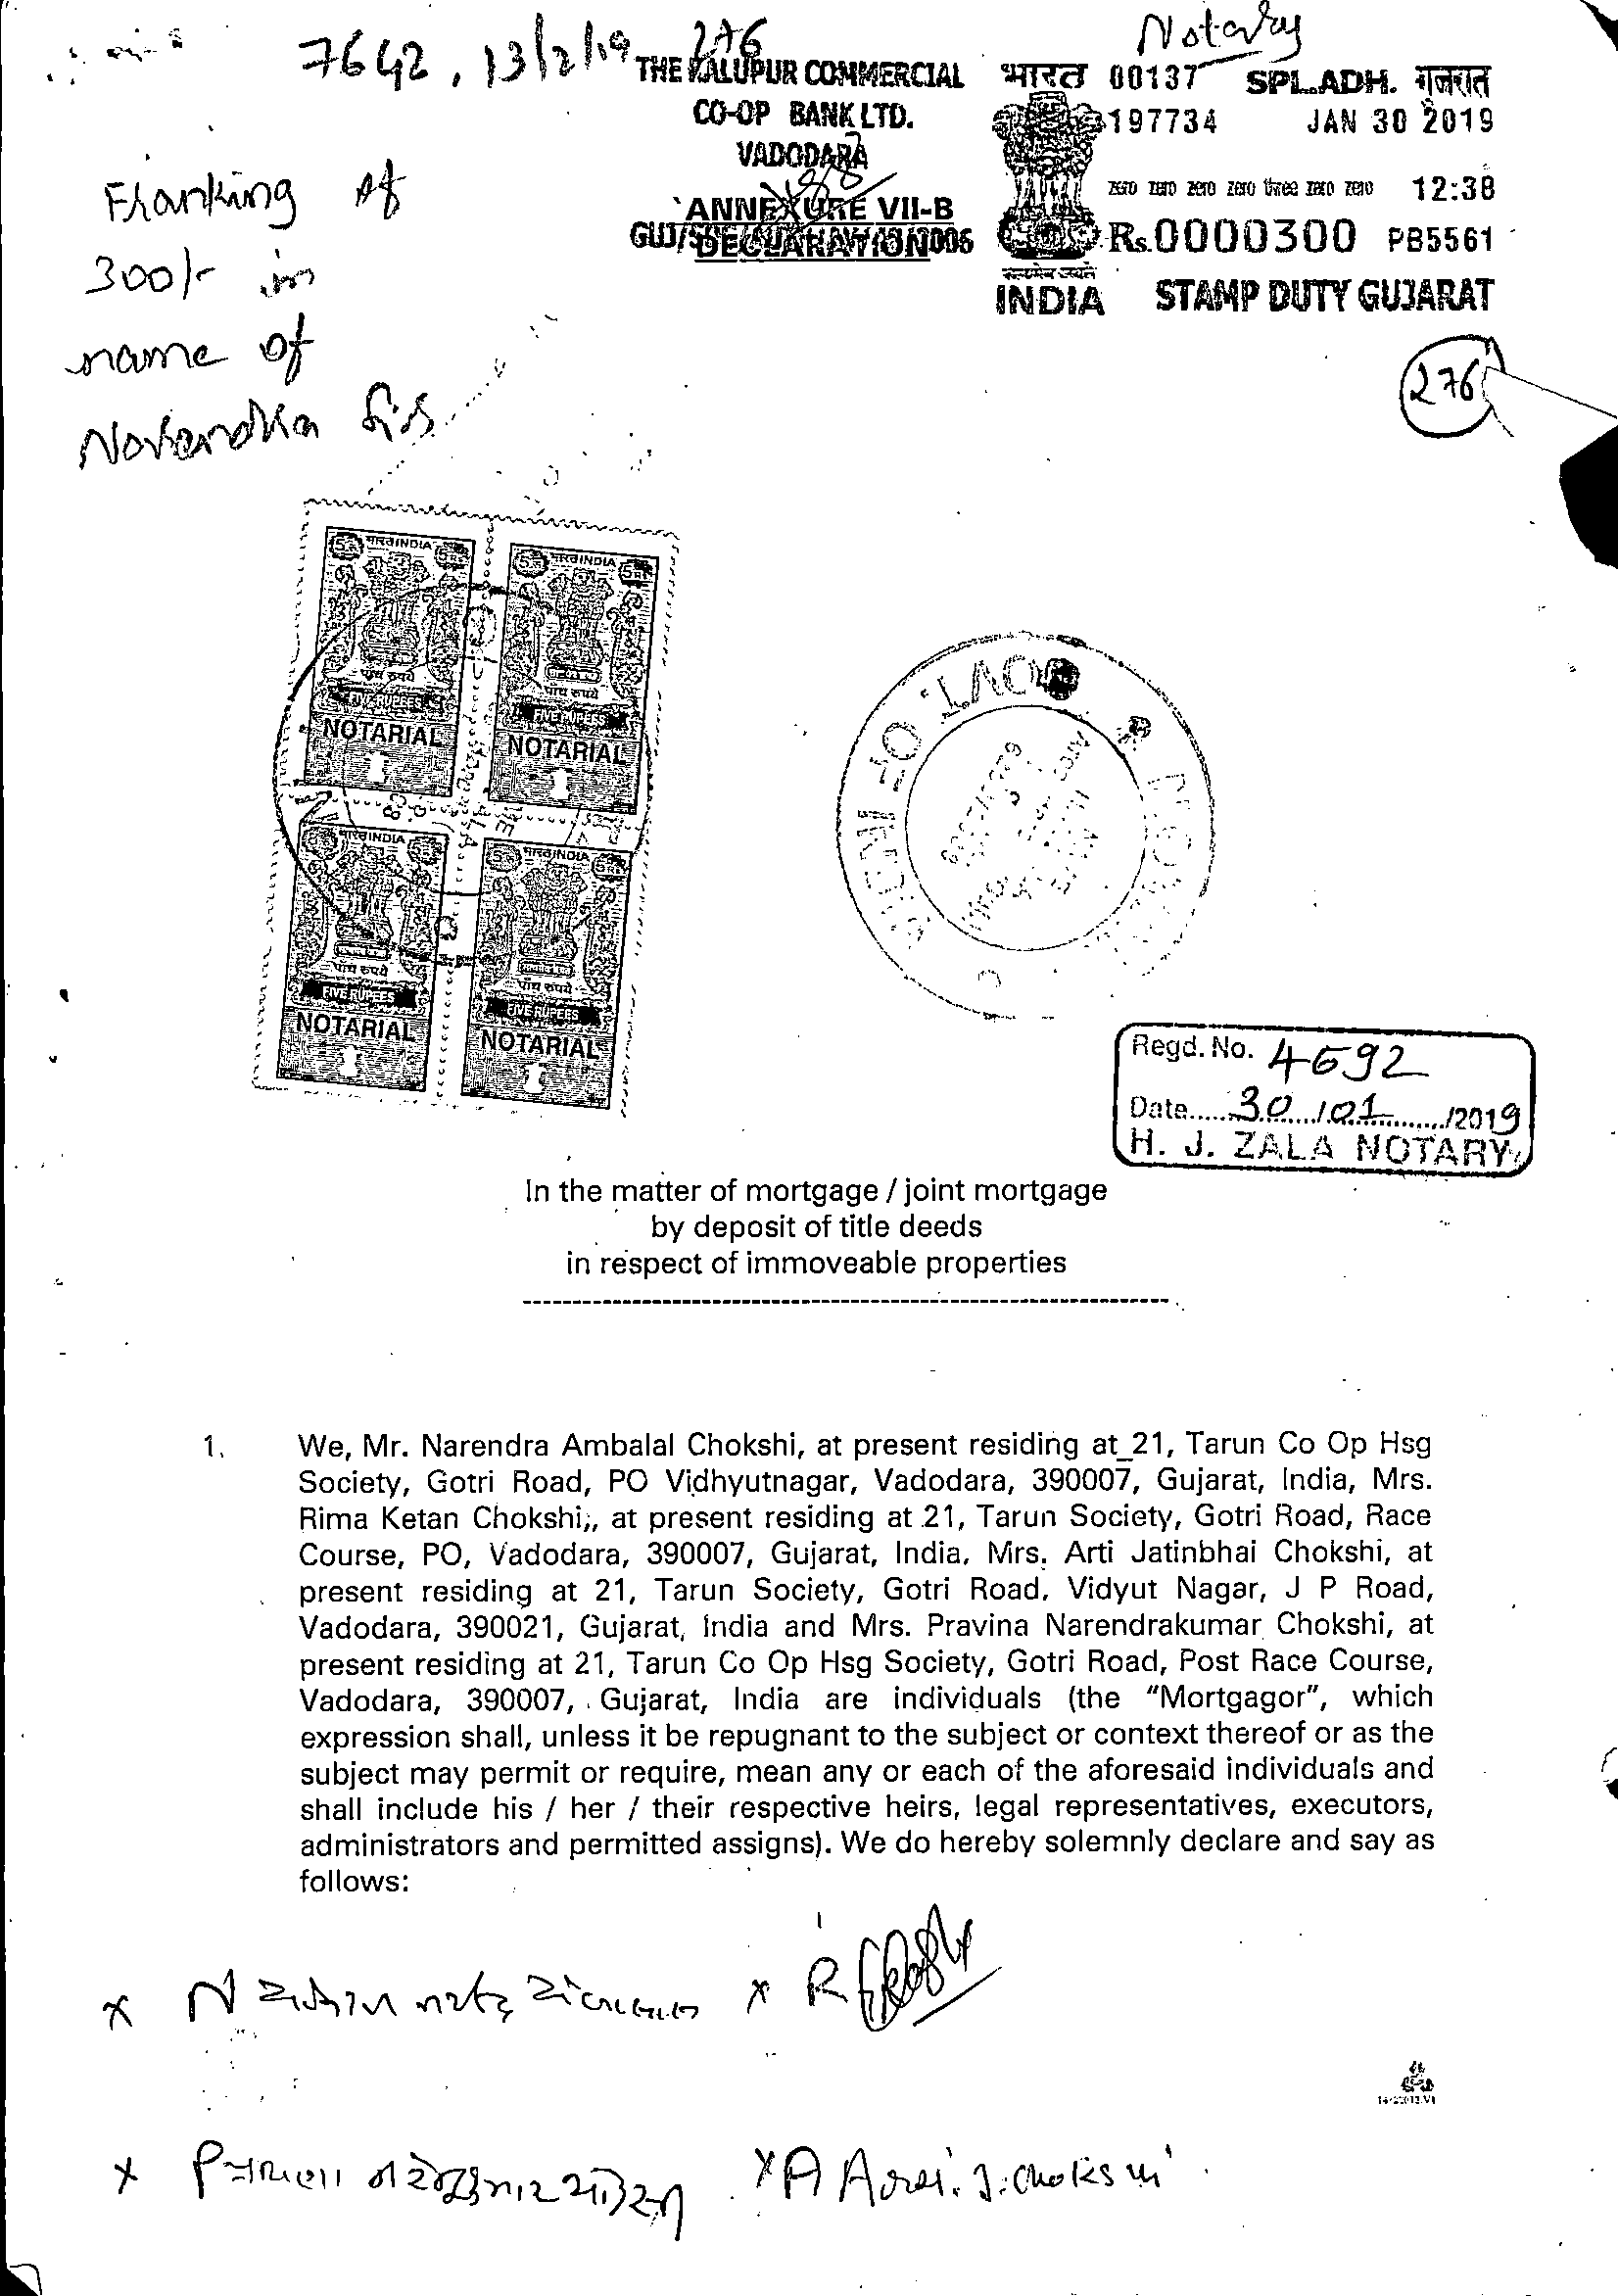 7642, 13/2/19 276
Notary
THE KALUPUR COMMERCIAL
CO-OP BANK LTD.
VADODARA
भारत 00137 SPL.ADH. गुजरात
197734 JAN 30 2019
zero zero zero zero three zero zero 12:38
Rs.0000300 PB5561
सत्यमेव जयते
INDIA STAMP DUTY GUJARAT
ANNEXURE VII-B
DECLARATION
Franking of
300/- in
name of
276
भारत INDIA
पाँच रुपये
FIVE RUPEES
NOTARIAL
भारत INDIA
पाँच रुपये
FIVE RUPEES
NOTARIAL
भारत INDIA
पाँच रुपये
FIVE RUPEES
NOTARIAL
भारत INDIA
पाँच रुपये
FIVE RUPEES
NOTARIAL
GOVT. OF
Regd. No. 4692
Date......30..../01........./2019
H. J. ZALA NOTARY
In the matter of mortgage / joint mortgage
by deposit of title deeds
in respect of immoveable properties
1. We, Mr. Narendra Ambalal Chokshi, at present residing at 21, Tarun Co Op Hsg
Society, Gotri Road, PO Vidhyutnagar, Vadodara, 390007, Gujarat, India, Mrs.
Rima Ketan Chokshi;, at present residing at 21, Tarun Society, Gotri Road, Race
Course, PO, Vadodara, 390007, Gujarat, India, Mrs. Arti Jatinbhai Chokshi, at
present residing at 21, Tarun Society, Gotri Road, Vidyut Nagar, J P Road,
Vadodara, 390021, Gujarat, India and Mrs. Pravina Narendrakumar Chokshi, at
present residing at 21, Tarun Co Op Hsg Society, Gotri Road, Post Race Course,
Vadodara, 390007, Gujarat, India are individuals (the "Mortgagor", which
expression shall, unless it be repugnant to the subject or context thereof or as the
subject may permit or require, mean any or each of the aforesaid individuals and
shall include his / her / their respective heirs, legal representatives, executors,
administrators and permitted assigns). We do hereby solemnly declare and say as
follows:
x N x R
x P x A Arti. J. Chokshi